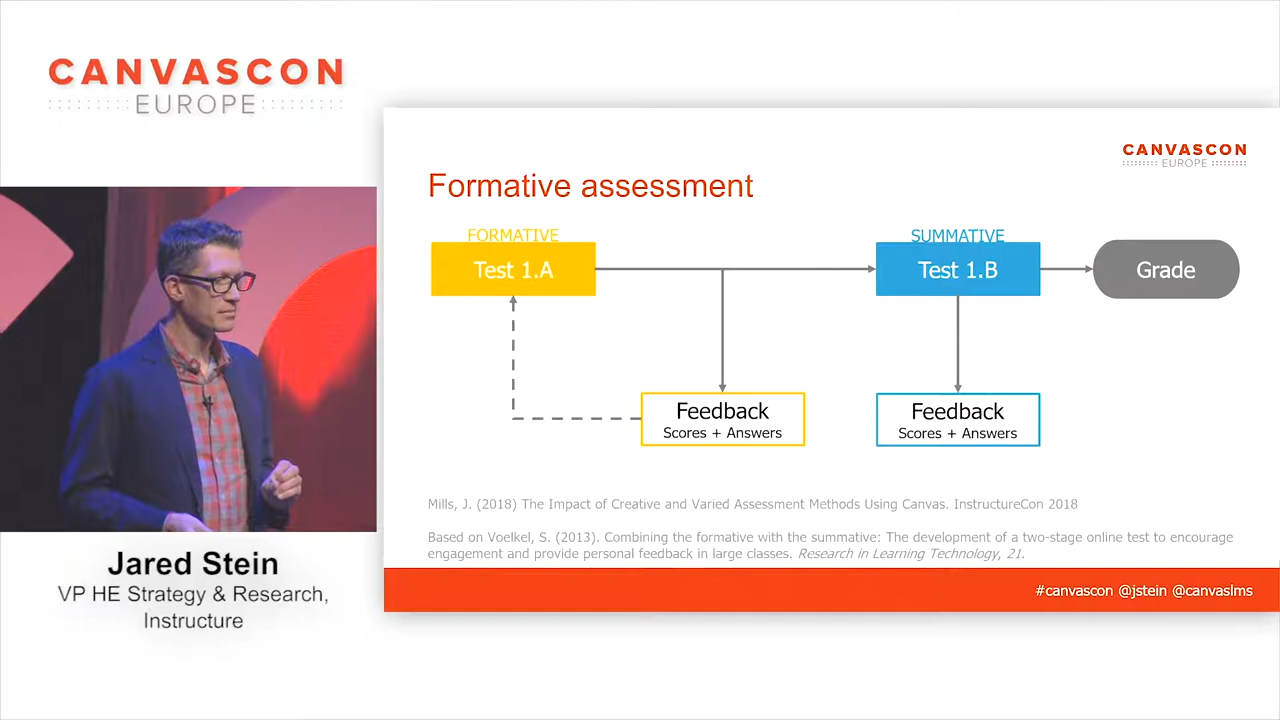 CANVASCON
EUROPE
CANVASCON
EUROPE
Formative assessment
FORMATIVE
Test 1.A
SUMMATIVE
Test 1.B
Grade
Feedback
Scores + Answers
Feedback
Scores + Answers
Mills, J. (2018) The Impact of Creative and Varied Assessment Methods Using Canvas. InstructureCon 2018
Based on Voelkel, S. (2013). Combining the formative with the summative: The development of a two-stage online test to encourage
engagement and provide personal feedback in large classes. Research in Learning Technology, 21.
#canvascon @jstein @canvaslms
Jared Stein
VP HE Strategy & Research,
Instructure